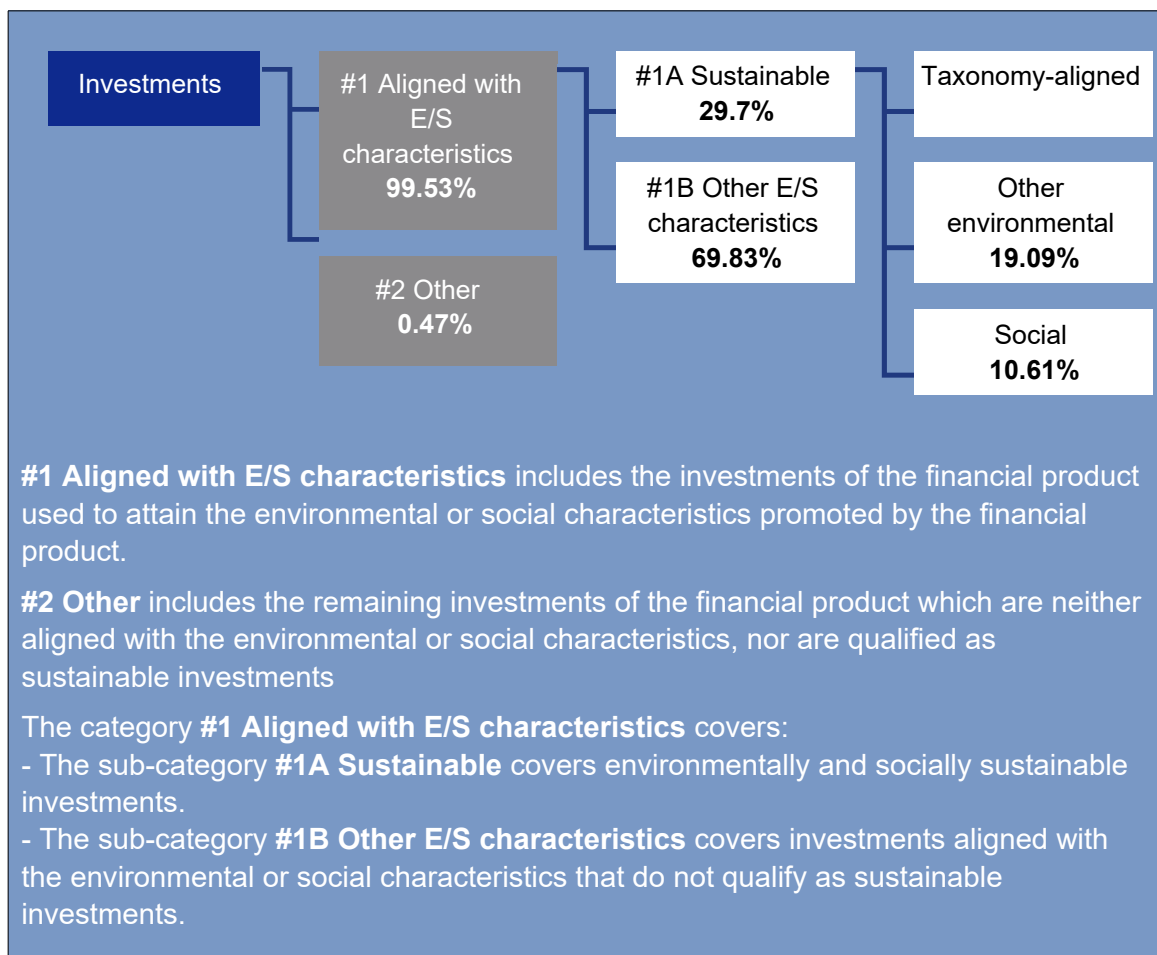 Investments
#1 Aligned with
E/S
characteristics
99.53%
#2 Other
0.47%
#1A Sustainable
29.7%
#1B Other E/S
characteristics
69.83%
Taxonomy-aligned
Other
environmental
19.09%
Social
10.61%
#1 Aligned with E/S characteristics includes the investments of the financial product
used to attain the environmental or social characteristics promoted by the financial
product.
#2 Other includes the remaining investments of the financial product which are neither
aligned with the environmental or social characteristics, nor are qualified as
sustainable investments
The category #1 Aligned with E/S characteristics covers:
- The sub-category #1A Sustainable covers environmentally and socially sustainable
investments.
- The sub-category #1B Other E/S characteristics covers investments aligned with
the environmental or social characteristics that do not qualify as sustainable
investments.